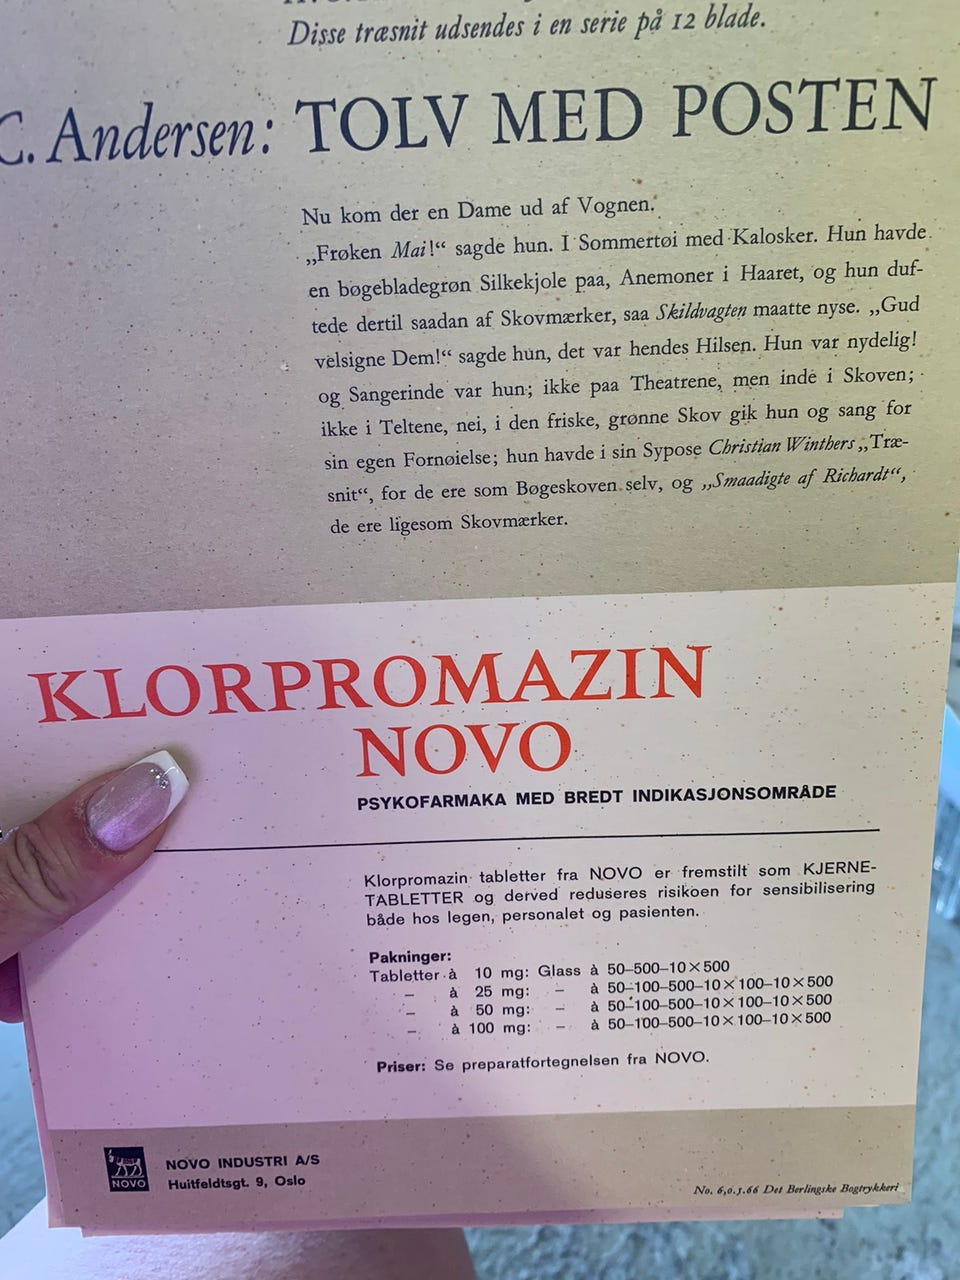 Disse træsnit udsendes i en serie på 12 blade.
C. Andersen: TOLV MED POSTEN
Nu kom der en Dame ud af Vognen.
„Frøken Mai!“ sagde hun. I Sommertøi med Kalosker. Hun havde
en bøgebladegrøn Silkekjole paa, Anemoner i Haaret, og hun duf-
tede dertil saadan af Skovmærker, saa Skildvagten maatte nyse. „Gud
velsigne Dem!“ sagde hun, det var hendes Hilsen. Hun var nydelig!
og Sangerinde var hun; ikke paa Theatrene, men inde i Skoven;
ikke i Teltene, nei, i den friske, grønne Skov gik hun og sang for
sin egen Fornøielse; hun havde i sin Sypose Christian Winthers „Træ-
snit“, for de ere som Bøgeskoven selv, og „Smaadigte af Richardt“,
de ere ligesom Skovmærker.
KLORPROMAZIN
NOVO
PSYKOFARMAKA MED BREDT INDIKASJONSOMRÅDE
Klorpromazin tabletter fra NOVO er fremstilt som KJERNE-
TABLETTER og derved reduseres risikoen for sensibilisering
både hos legen, personalet og pasienten.
Pakninger:
Tabletter à 10 mg: Glass à 50–500–10×500
– à 25 mg: – à 50–100–500–10×100–10×500
– à 50 mg: – à 50–100–500–10×100–10×500
– à 100 mg: – à 50–100–500–10×100–10×500
Priser: Se preparatfortegnelsen fra NOVO.
NOVO
NOVO INDUSTRI A/S
Huitfeldtsgt. 9, Oslo
No. 6,0.5.66 Det Berlingske Bogtrykkeri